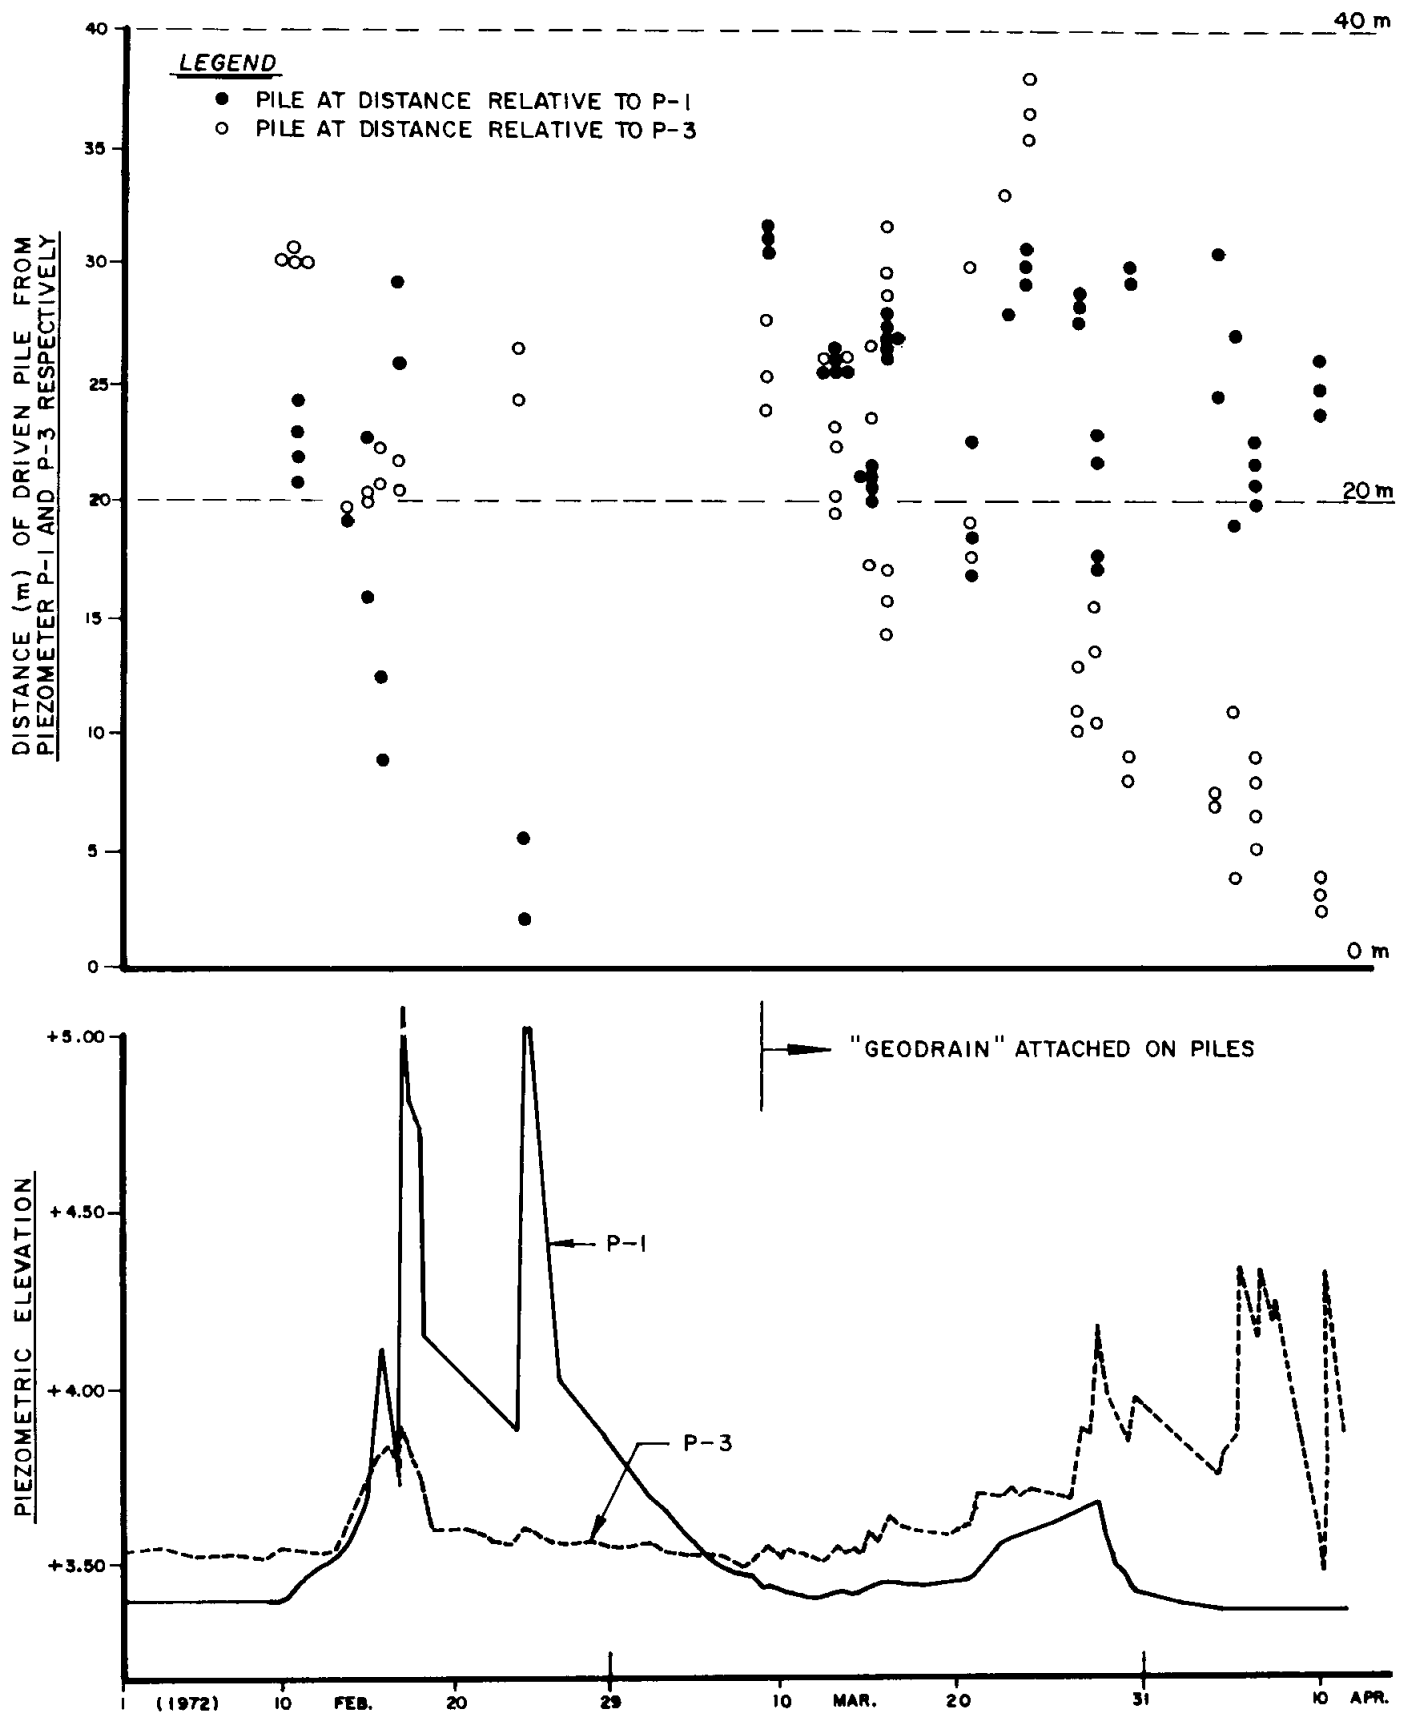 40 m
40
LEGEND
● PILE AT DISTANCE RELATIVE TO P-1
○ PILE AT DISTANCE RELATIVE TO P-3
35
30
25
20
20 m
15
10
5
0
0 m
DISTANCE (m) OF DRIVEN PILE FROM
PIEZOMETER P-1 AND P-3 RESPECTIVELY
+5.00
"GEODRAIN" ATTACHED ON PILES
+4.50
P-1
+4.00
P-3
+3.50
PIEZOMETRIC ELEVATION
1 (1972) 10 FEB. 20 29 10 MAR. 20 31 10 APR.